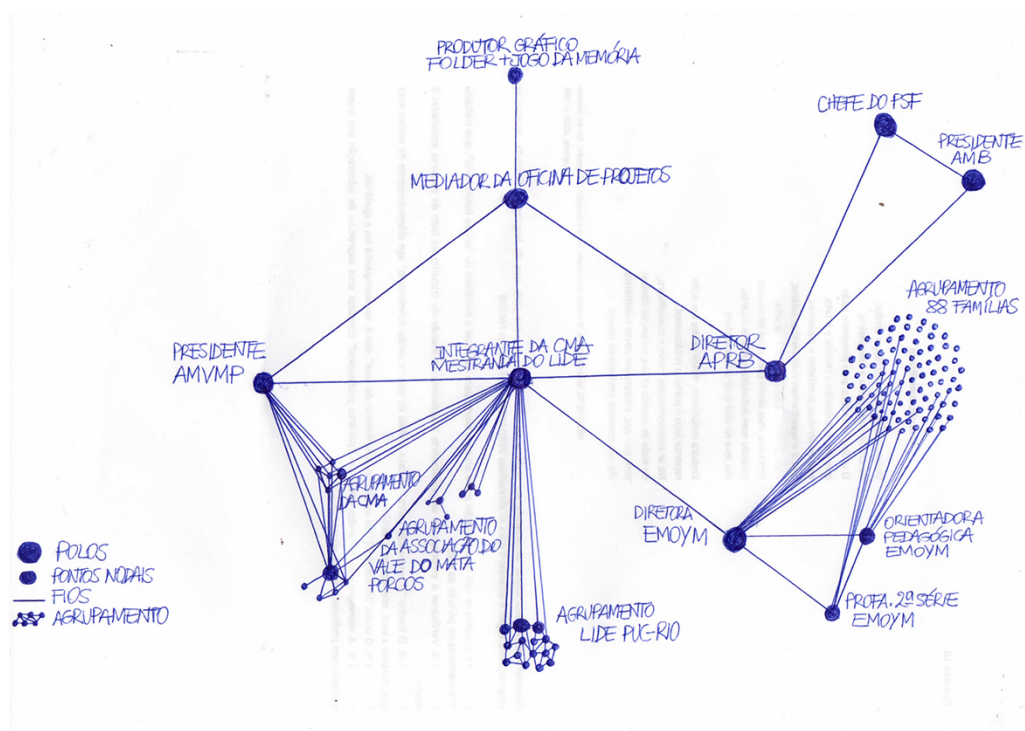 PRODUTOR GRÁFICO
FOLDER + JOGO DA MEMÓRIA
CHEFE DO PSF
PRESIDENTE
AMB
MEDIADOR DA OFICINA DE PROJETOS
AGRUPAMENTO
88 FAMÍLIAS
PRESIDENTE
AMVMP
INTEGRANTE DA CMA
MESTRANDA DO LIDE
DIRETOR
APRB
AGRUPAMENTO
DA CMA
AGRUPAMENTO
DA ASSOCIAÇÃO DO
VALE DO MATA
PORCOS
DIRETORA
EMOYM
ORIENTADORA
PEDAGÓGICA
EMOYM
PROFA. 2ª SÉRIE
EMOYM
AGRUPAMENTO
LIDE PUC-RIO
POLOS
PONTOS NODAIS
FIOS
AGRUPAMENTO